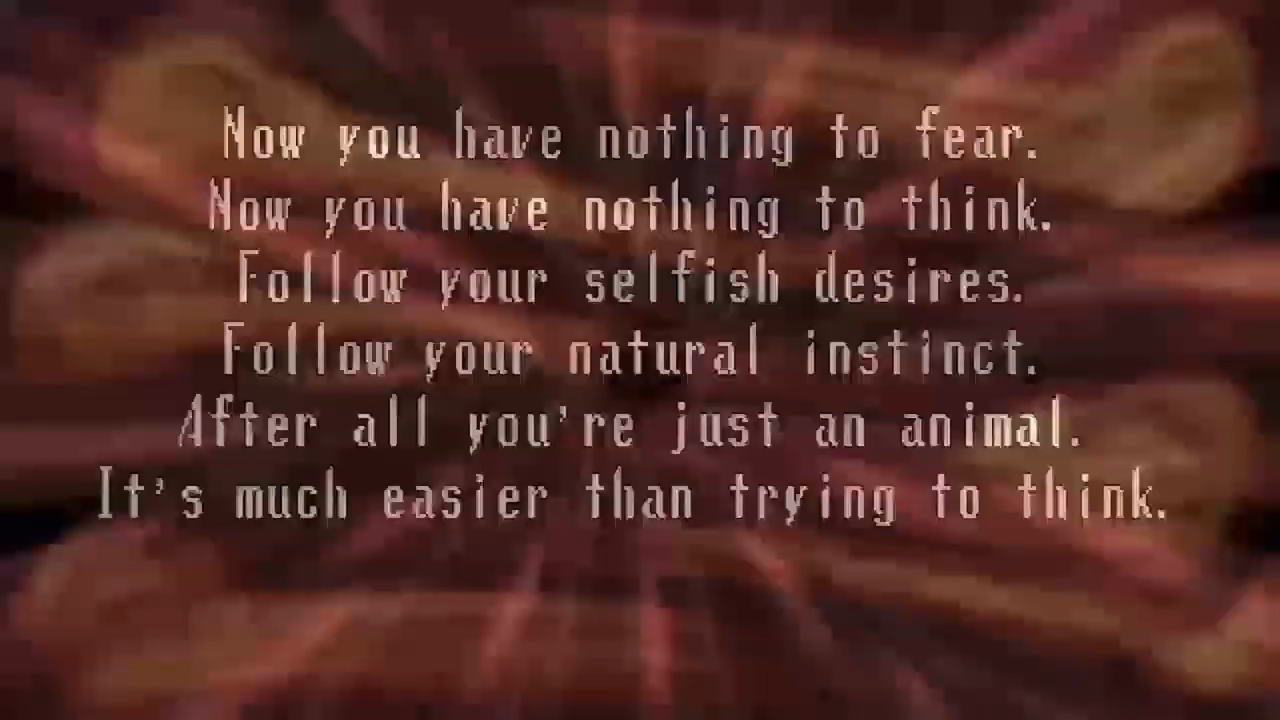 Now you have nothing to fear.
Now you have nothing to think.
Follow your selfish desires.
Follow your natural instinct.
After all you're just an animal.
It's much easier than trying to think.